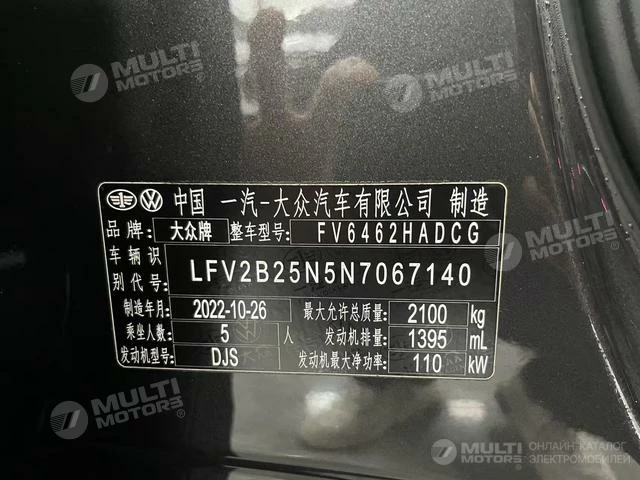 MULTI MOTORS
MULTI MOTORS
中国 一汽-大众汽车有限公司 制造
品牌: 大众牌 整车型号: FV6462HADCG
车辆识别代号: LFV2B25N5N7067140
制造年月: 2022-10-26 最大允许总质量: 2100 kg
乘坐人数: 5 人 发动机排量: 1395 mL
发动机型号: DJS 发动机最大净功率: 110 kW
MULTI MOTORS
MULTI MOTORS ОНЛАЙН-КАТАЛОГ ЭЛЕКТРОМОБИЛЕЙ